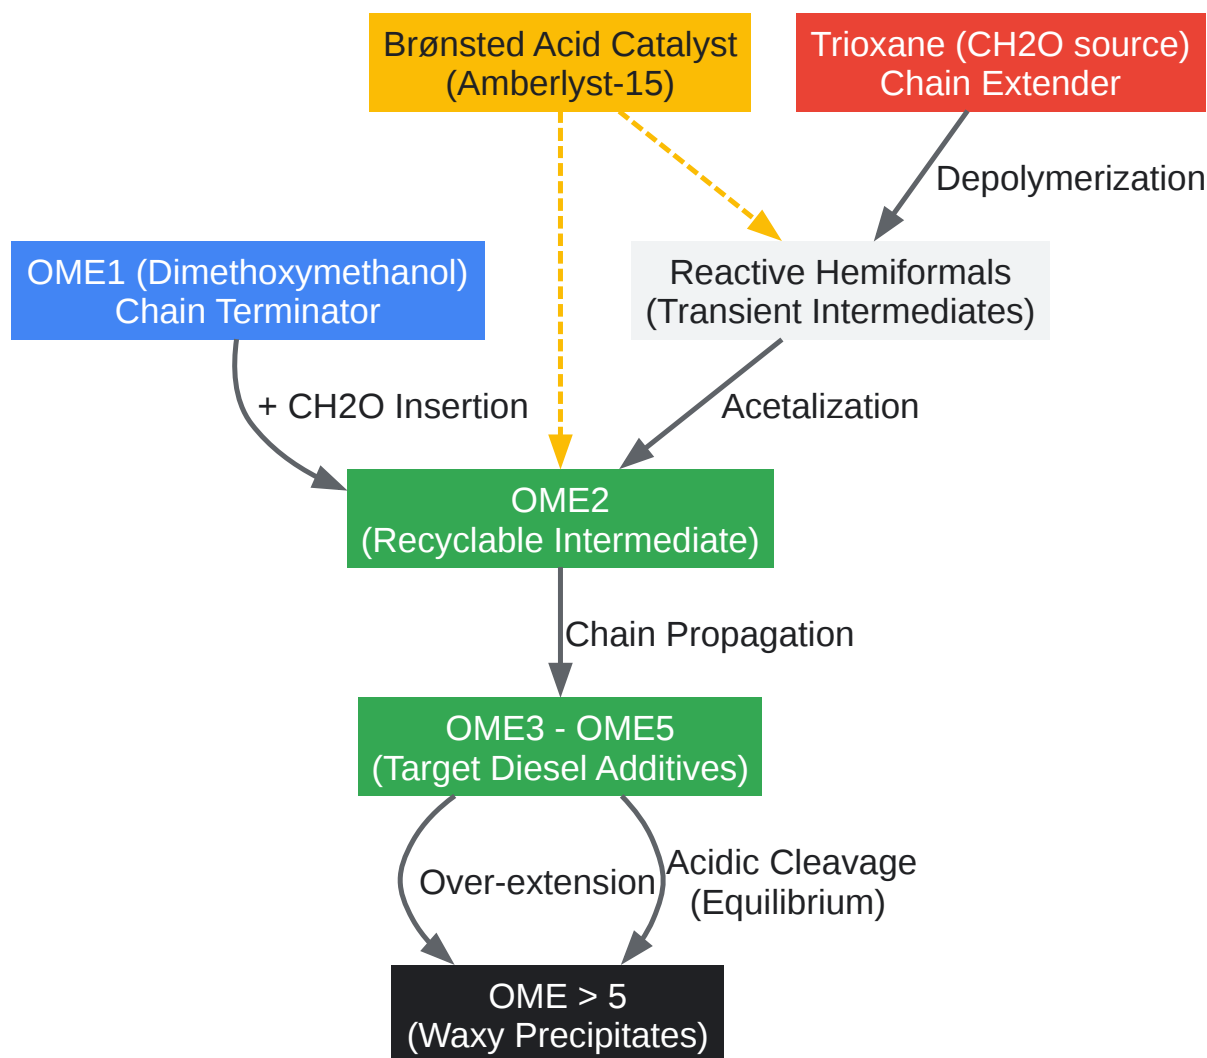 Brønsted Acid Catalyst
(Amberlyst-15)
Trioxane (CH2O source)
Chain Extender
Depolymerization
OME1 (Dimethoxymethanol)
Chain Terminator
Reactive Hemiformals
(Transient Intermediates)
+ CH2O Insertion
Acetalization
OME2
(Recyclable Intermediate)
Chain Propagation
OME3 - OME5
(Target Diesel Additives)
Over-extension
Acidic Cleavage
(Equilibrium)
OME > 5
(Waxy Precipitates)